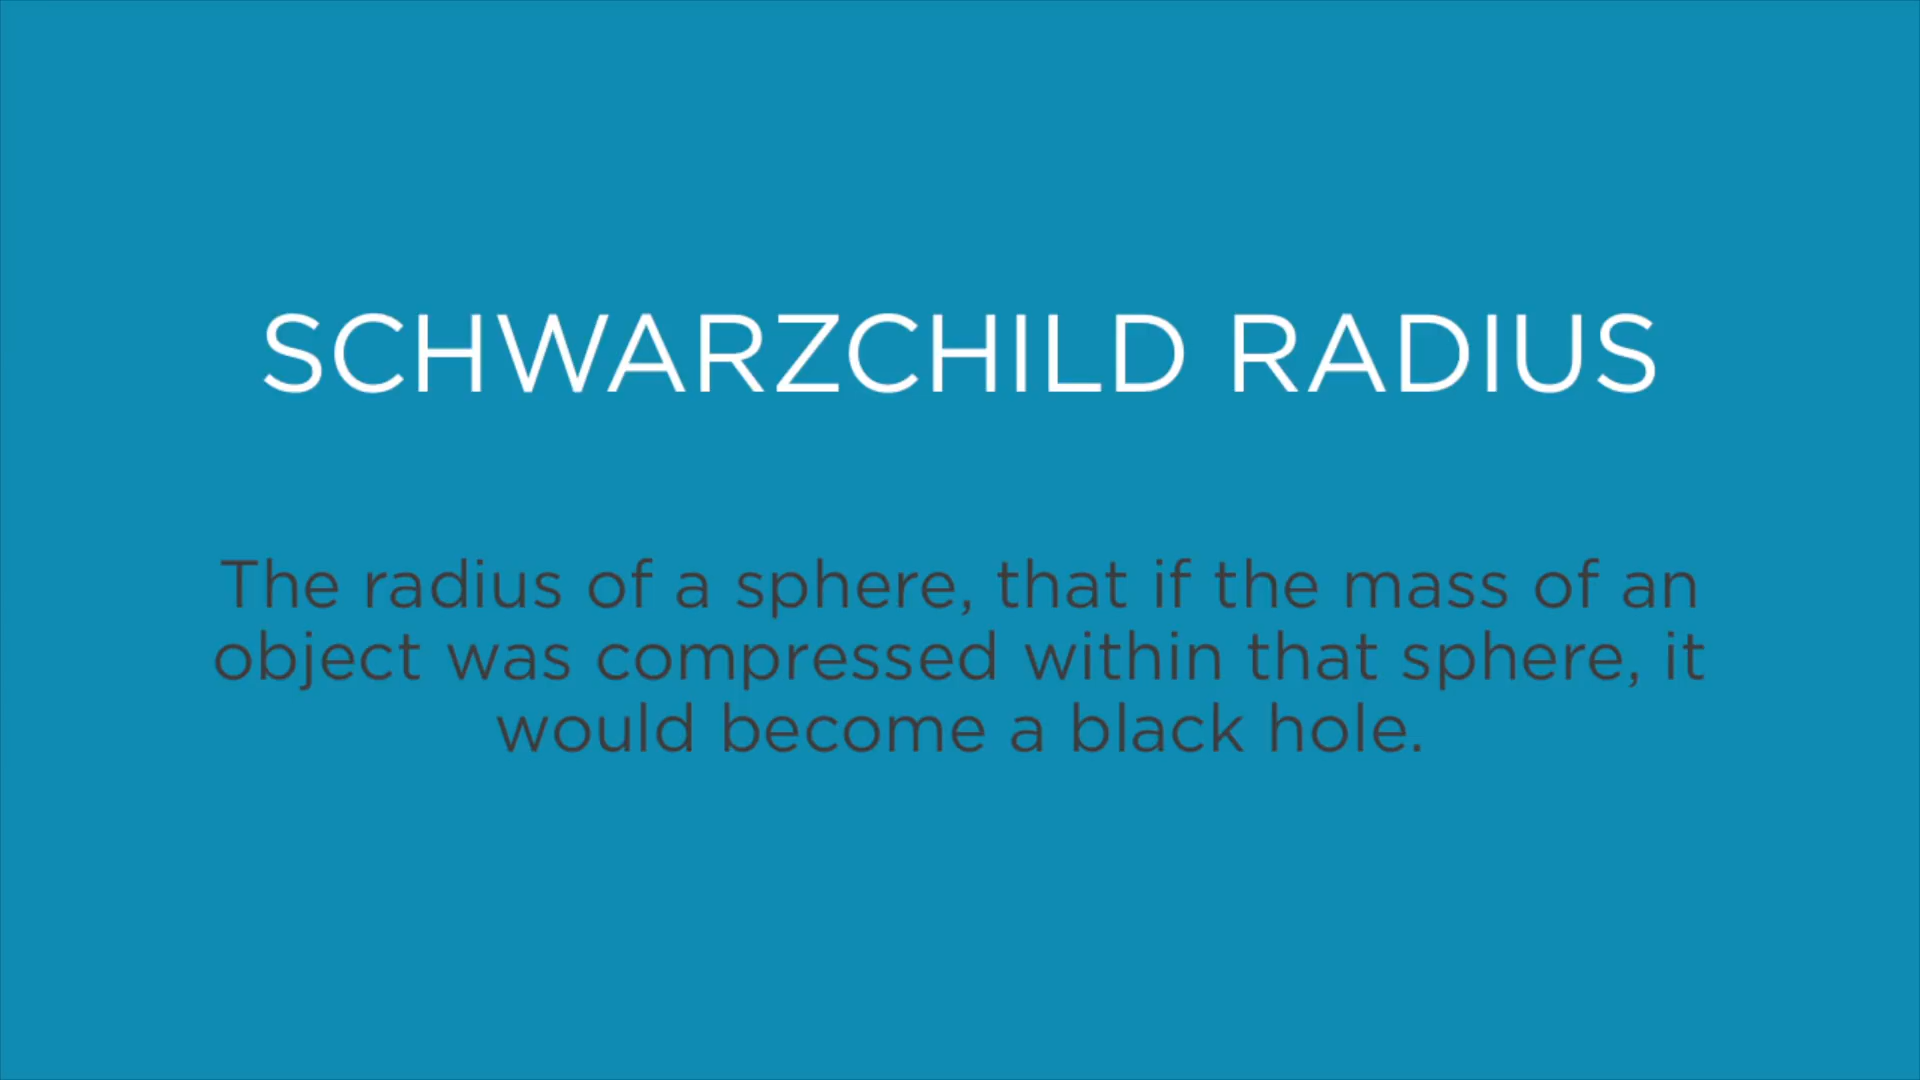 SCHWARZCHILD RADIUS
The radius of a sphere, that if the mass of an
object was compressed within that sphere, it
would become a black hole.